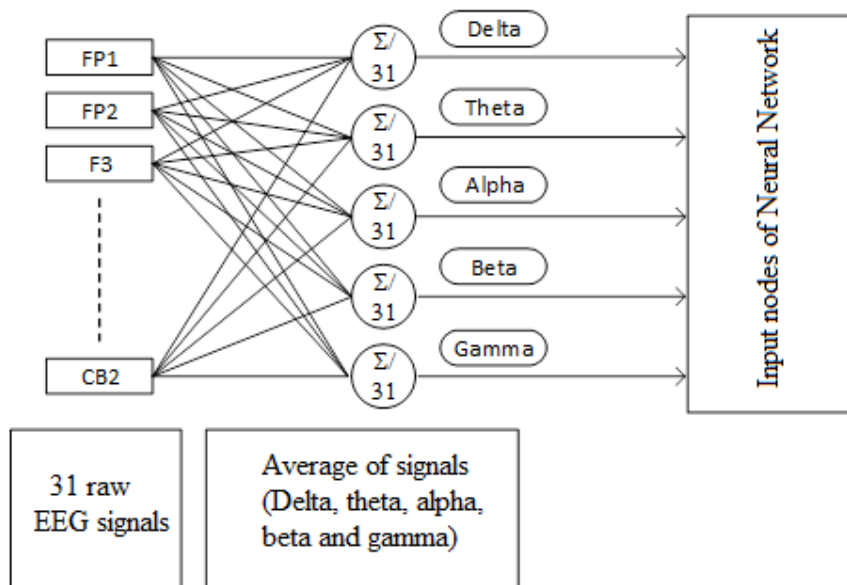 FP1
FP2
F3
CB2
Σ/
31
Σ/
31
Σ/
31
Σ/
31
Σ/
31
Delta
Theta
Alpha
Beta
Gamma
Input nodes of Neural Network
31 raw
EEG signals
Average of signals
(Delta, theta, alpha,
beta and gamma)